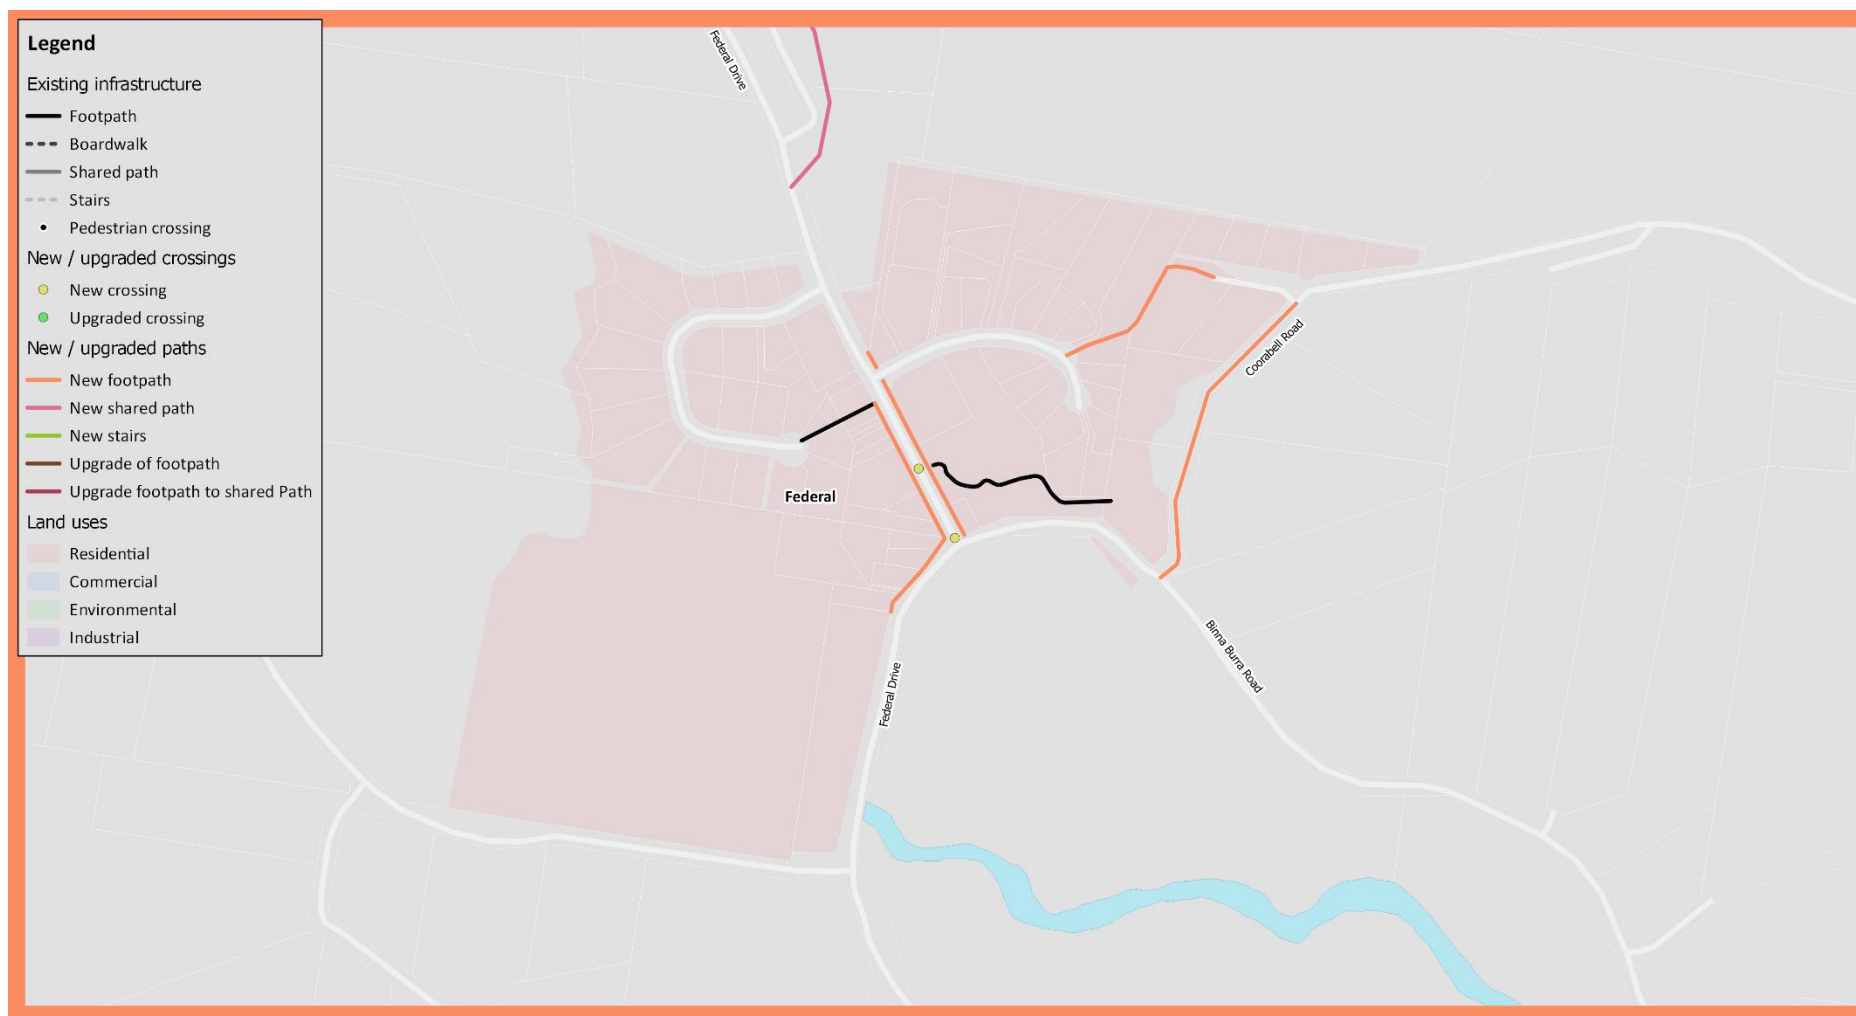 Legend
Existing infrastructure
Footpath
Boardwalk
Shared path
Stairs
Pedestrian crossing
New / upgraded crossings
New crossing
Upgraded crossing
New / upgraded paths
New footpath
New shared path
New stairs
Upgrade of footpath
Upgrade footpath to shared Path
Land uses
Residential
Commercial
Environmental
Industrial
Federal Drive
Coorabell Road
Federal
Binna Burra Road
Federal Drive